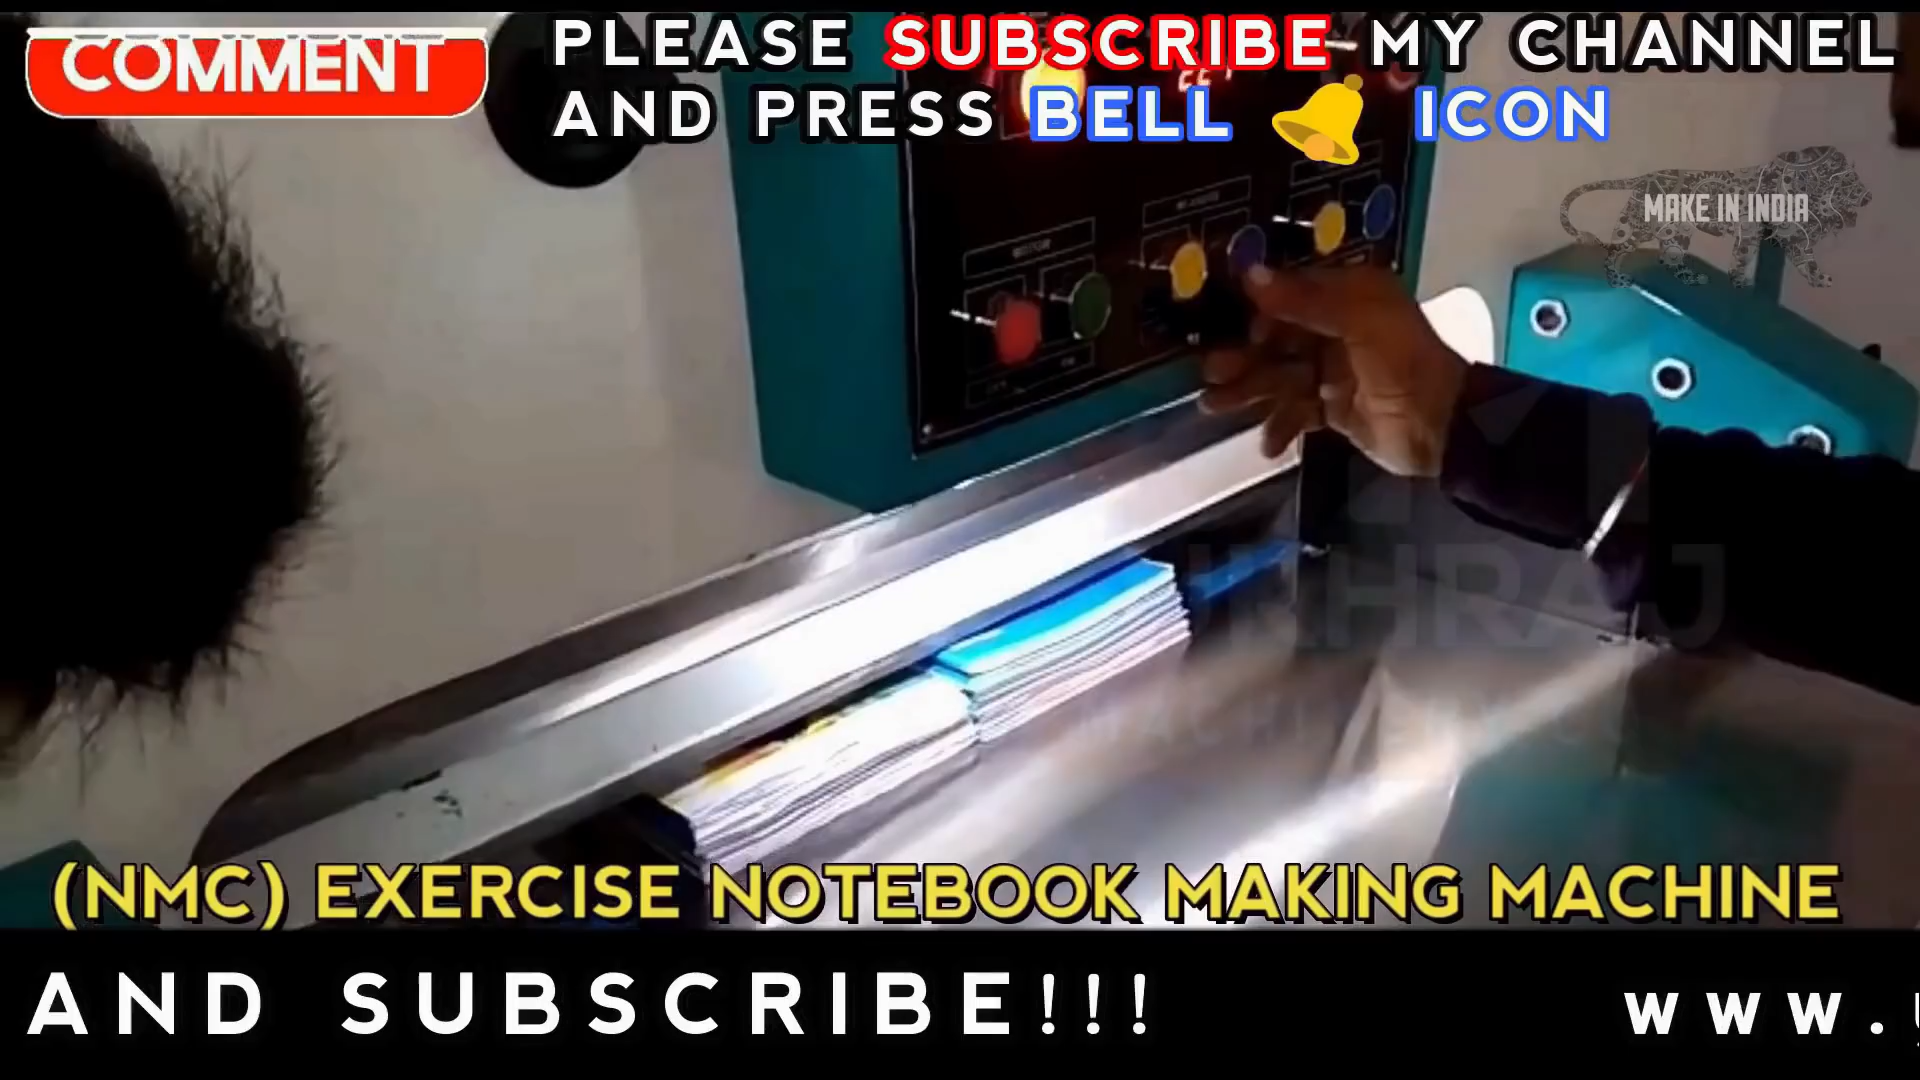 COMMENT
PLEASE SUBSCRIBE MY CHANNEL
AND PRESS BELL 🔔 ICON
MAKE IN INDIA
(NMC) EXERCISE NOTEBOOK MAKING MACHINE
AND SUBSCRIBE!!!
www.